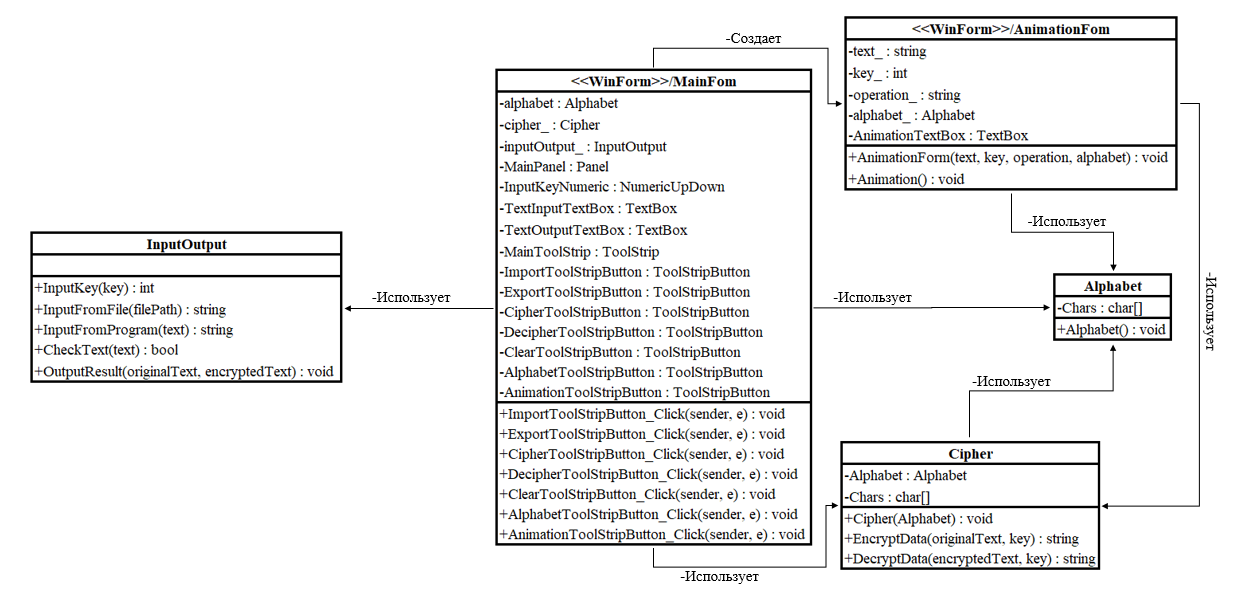 -Создает
<<WinForm>>/AnimationFom
-text_ : string
-key_ : int
-operation_ : string
-alphabet_ : Alphabet
-AnimationTextBox : TextBox
+AnimationForm(text, key, operation, alphabet) : void
+Animation() : void
<<WinForm>>/MainFom
-alphabet : Alphabet
-cipher_ : Cipher
-inputOutput_ : InputOutput
-MainPanel : Panel
-InputKeyNumeric : NumericUpDown
-TextInputTextBox : TextBox
-TextOutputTextBox : TextBox
-MainToolStrip : ToolStrip
-ImportToolStripButton : ToolStripButton
-ExportToolStripButton : ToolStripButton
-CipherToolStripButton : ToolStripButton
-DecipherToolStripButton : ToolStripButton
-ClearToolStripButton : ToolStripButton
-AlphabetToolStripButton : ToolStripButton
-AnimationToolStripButton : ToolStripButton
+ImportToolStripButton_Click(sender, e) : void
+ExportToolStripButton_Click(sender, e) : void
+CipherToolStripButton_Click(sender, e) : void
+DecipherToolStripButton_Click(sender, e) : void
+ClearToolStripButton_Click(sender, e) : void
+AlphabetToolStripButton_Click(sender, e) : void
+AnimationToolStripButton_Click(sender, e) : void
InputOutput
+InputKey(key) : int
+InputFromFile(filePath) : string
+InputFromProgram(text) : string
+CheckText(text) : bool
+OutputResult(originalText, encryptedText) : void
-Использует
-Использует
-Использует
-Использует
Alphabet
-Chars : char[]
+Alphabet() : void
-Использует
Cipher
-Alphabet : Alphabet
-Chars : char[]
+Cipher(Alphabet) : void
+EncryptData(originalText, key) : string
+DecryptData(encryptedText, key) : string
-Использует